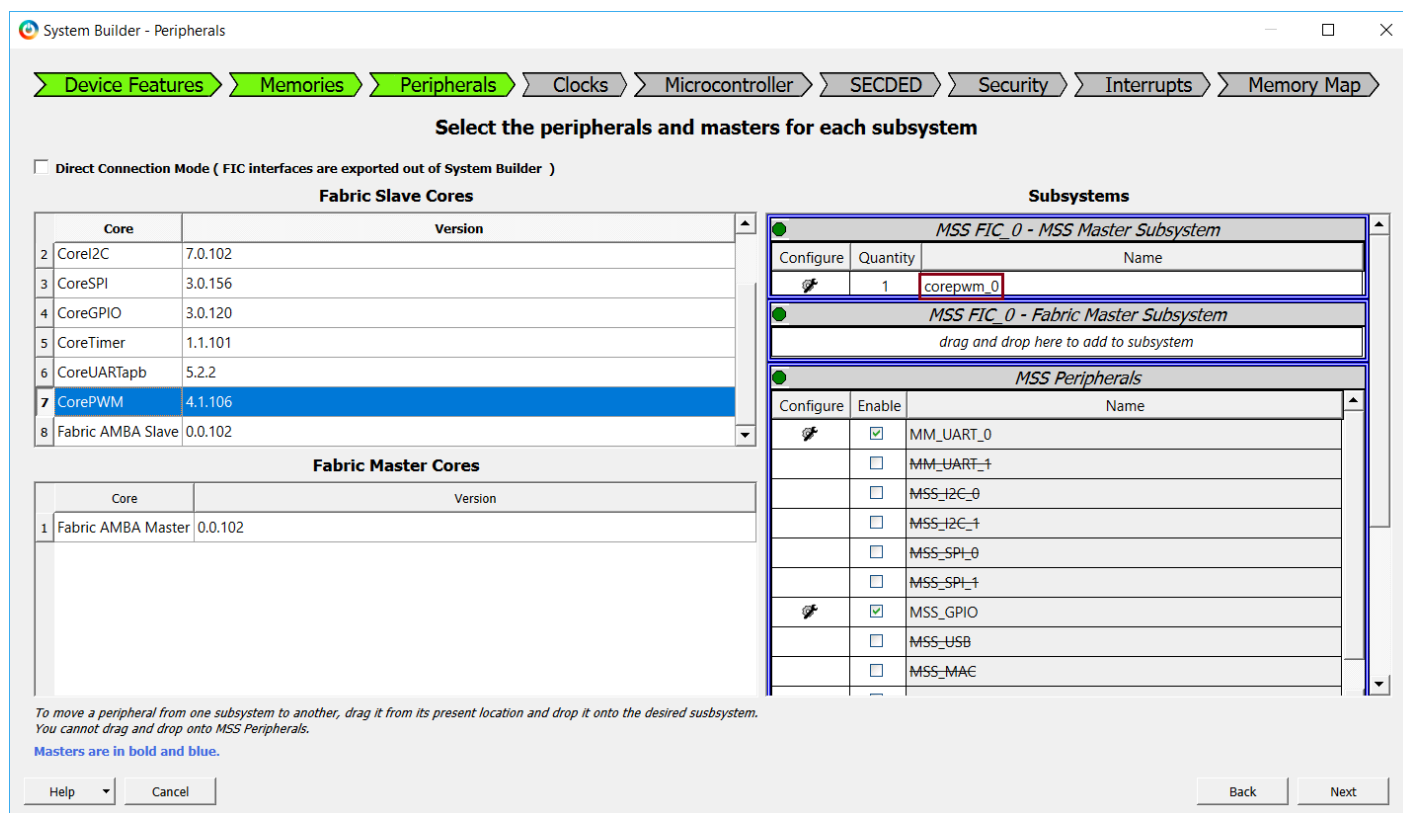 System Builder - Peripherals
Device Features Memories Peripherals Clocks Microcontroller SECDED Security Interrupts Memory Map
Select the peripherals and masters for each subsystem
Direct Connection Mode ( FIC interfaces are exported out of System Builder )
Fabric Slave Cores
Core Version
2 CoreI2C 7.0.102
3 CoreSPI 3.0.156
4 CoreGPIO 3.0.120
5 CoreTimer 1.1.101
6 CoreUARTapb 5.2.2
7 CorePWM 4.1.106
8 Fabric AMBA Slave 0.0.102
Fabric Master Cores
Core Version
1 Fabric AMBA Master 0.0.102
Subsystems
MSS FIC_0 - MSS Master Subsystem
Configure Quantity Name
1 corepwm_0
MSS FIC_0 - Fabric Master Subsystem
drag and drop here to add to subsystem
MSS Peripherals
Configure Enable Name
MM_UART_0
MM_UART_1
MSS_I2C_0
MSS_I2C_1
MSS_SPI_0
MSS_SPI_1
MSS_GPIO
MSS_USB
MSS_MAC
To move a peripheral from one subsystem to another, drag it from its present location and drop it onto the desired susbsystem.
You cannot drag and drop onto MSS Peripherals.
Masters are in bold and blue.
Help Cancel Back Next